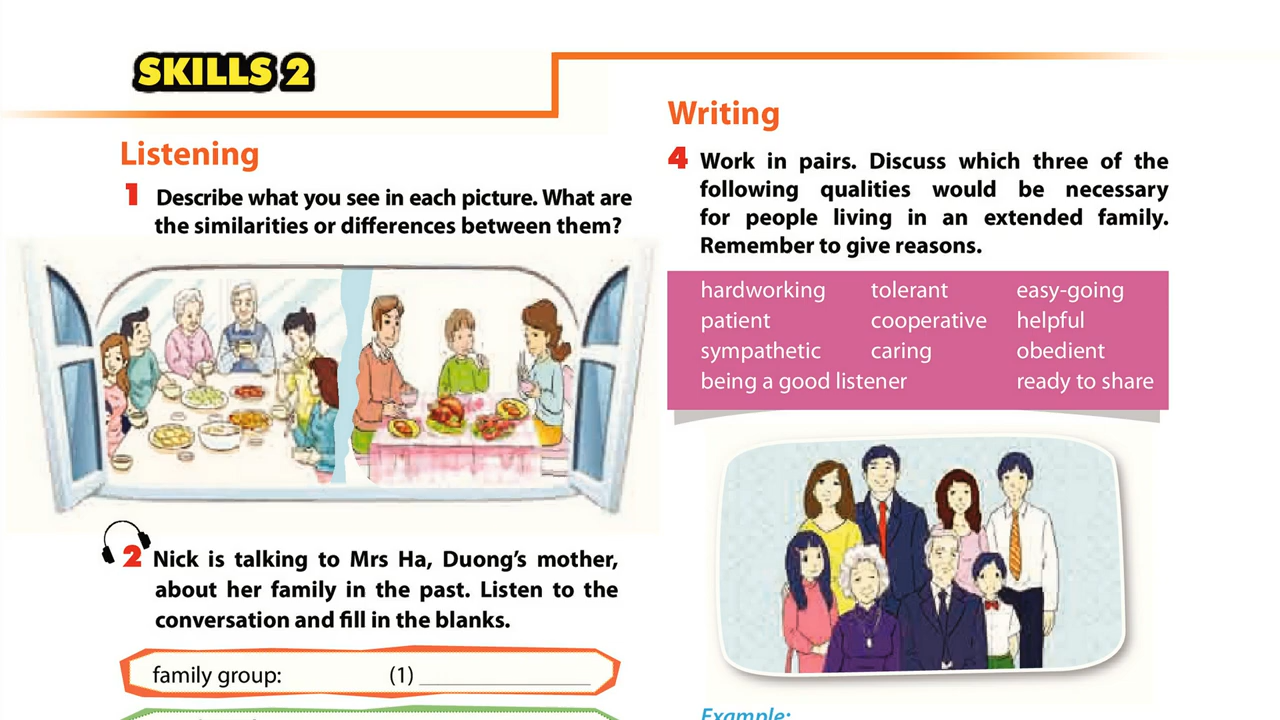 SKILLS 2
Listening
1 Describe what you see in each picture. What are
the similarities or differences between them?
2 Nick is talking to Mrs Ha, Duong's mother,
about her family in the past. Listen to the
conversation and fill in the blanks.
family group: (1)
Writing
4 Work in pairs. Discuss which three of the
following qualities would be necessary
for people living in an extended family.
Remember to give reasons.
hardworking tolerant easy-going
patient cooperative helpful
sympathetic caring obedient
being a good listener ready to share
Example: